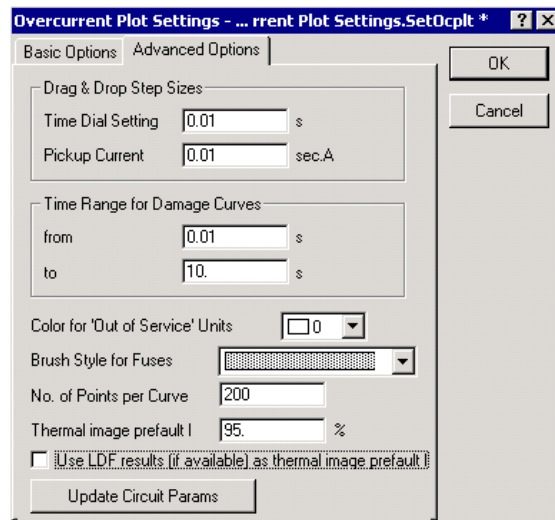 Overcurrent Plot Settings - ... rrent Plot Settings.SetOcplt *
Basic Options Advanced Options
OK
Cancel
Drag & Drop Step Sizes
Time Dial Setting 0.01 s
Pickup Current 0.01 sec.A
Time Range for Damage Curves
from 0.01 s
to 10. s
Color for 'Out of Service' Units 0
Brush Style for Fuses
No. of Points per Curve 200
Thermal image prefault I 95. %
Use LDF results (if available) as thermal image prefault I
Update Circuit Params